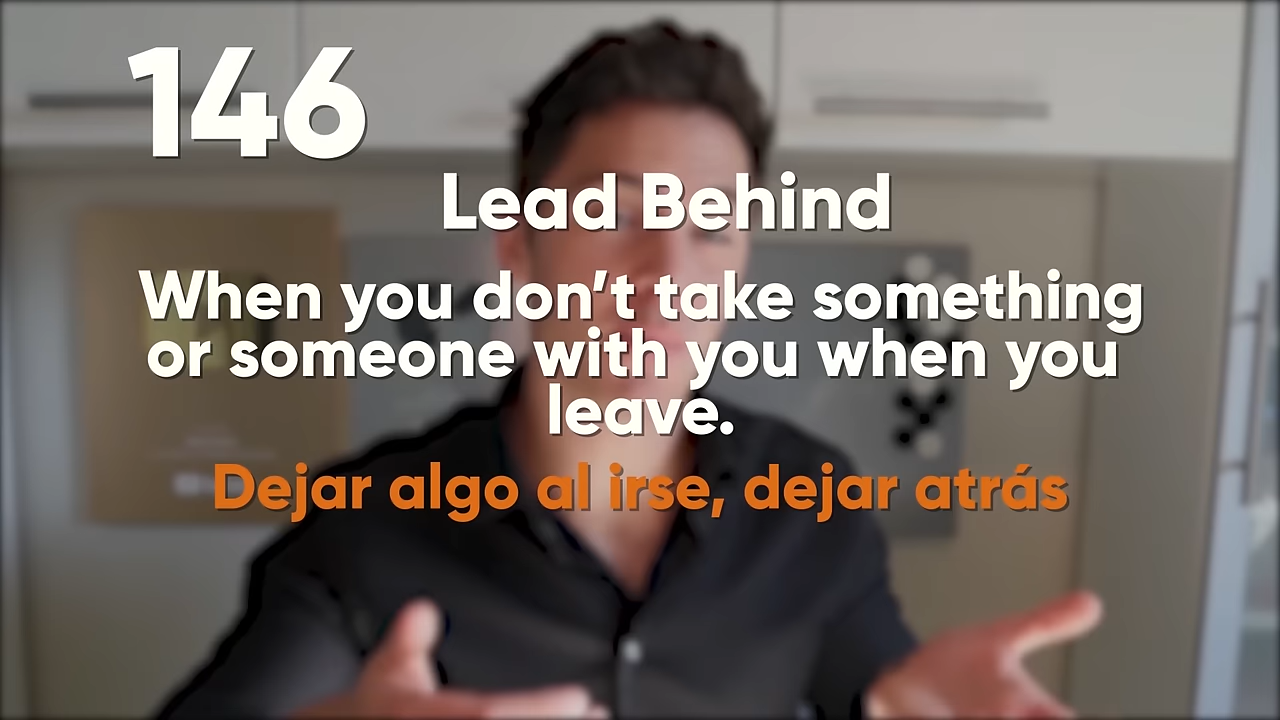 146
Lead Behind
When you don't take something
or someone with you when you
leave.
Dejar algo al irse, dejar atrás